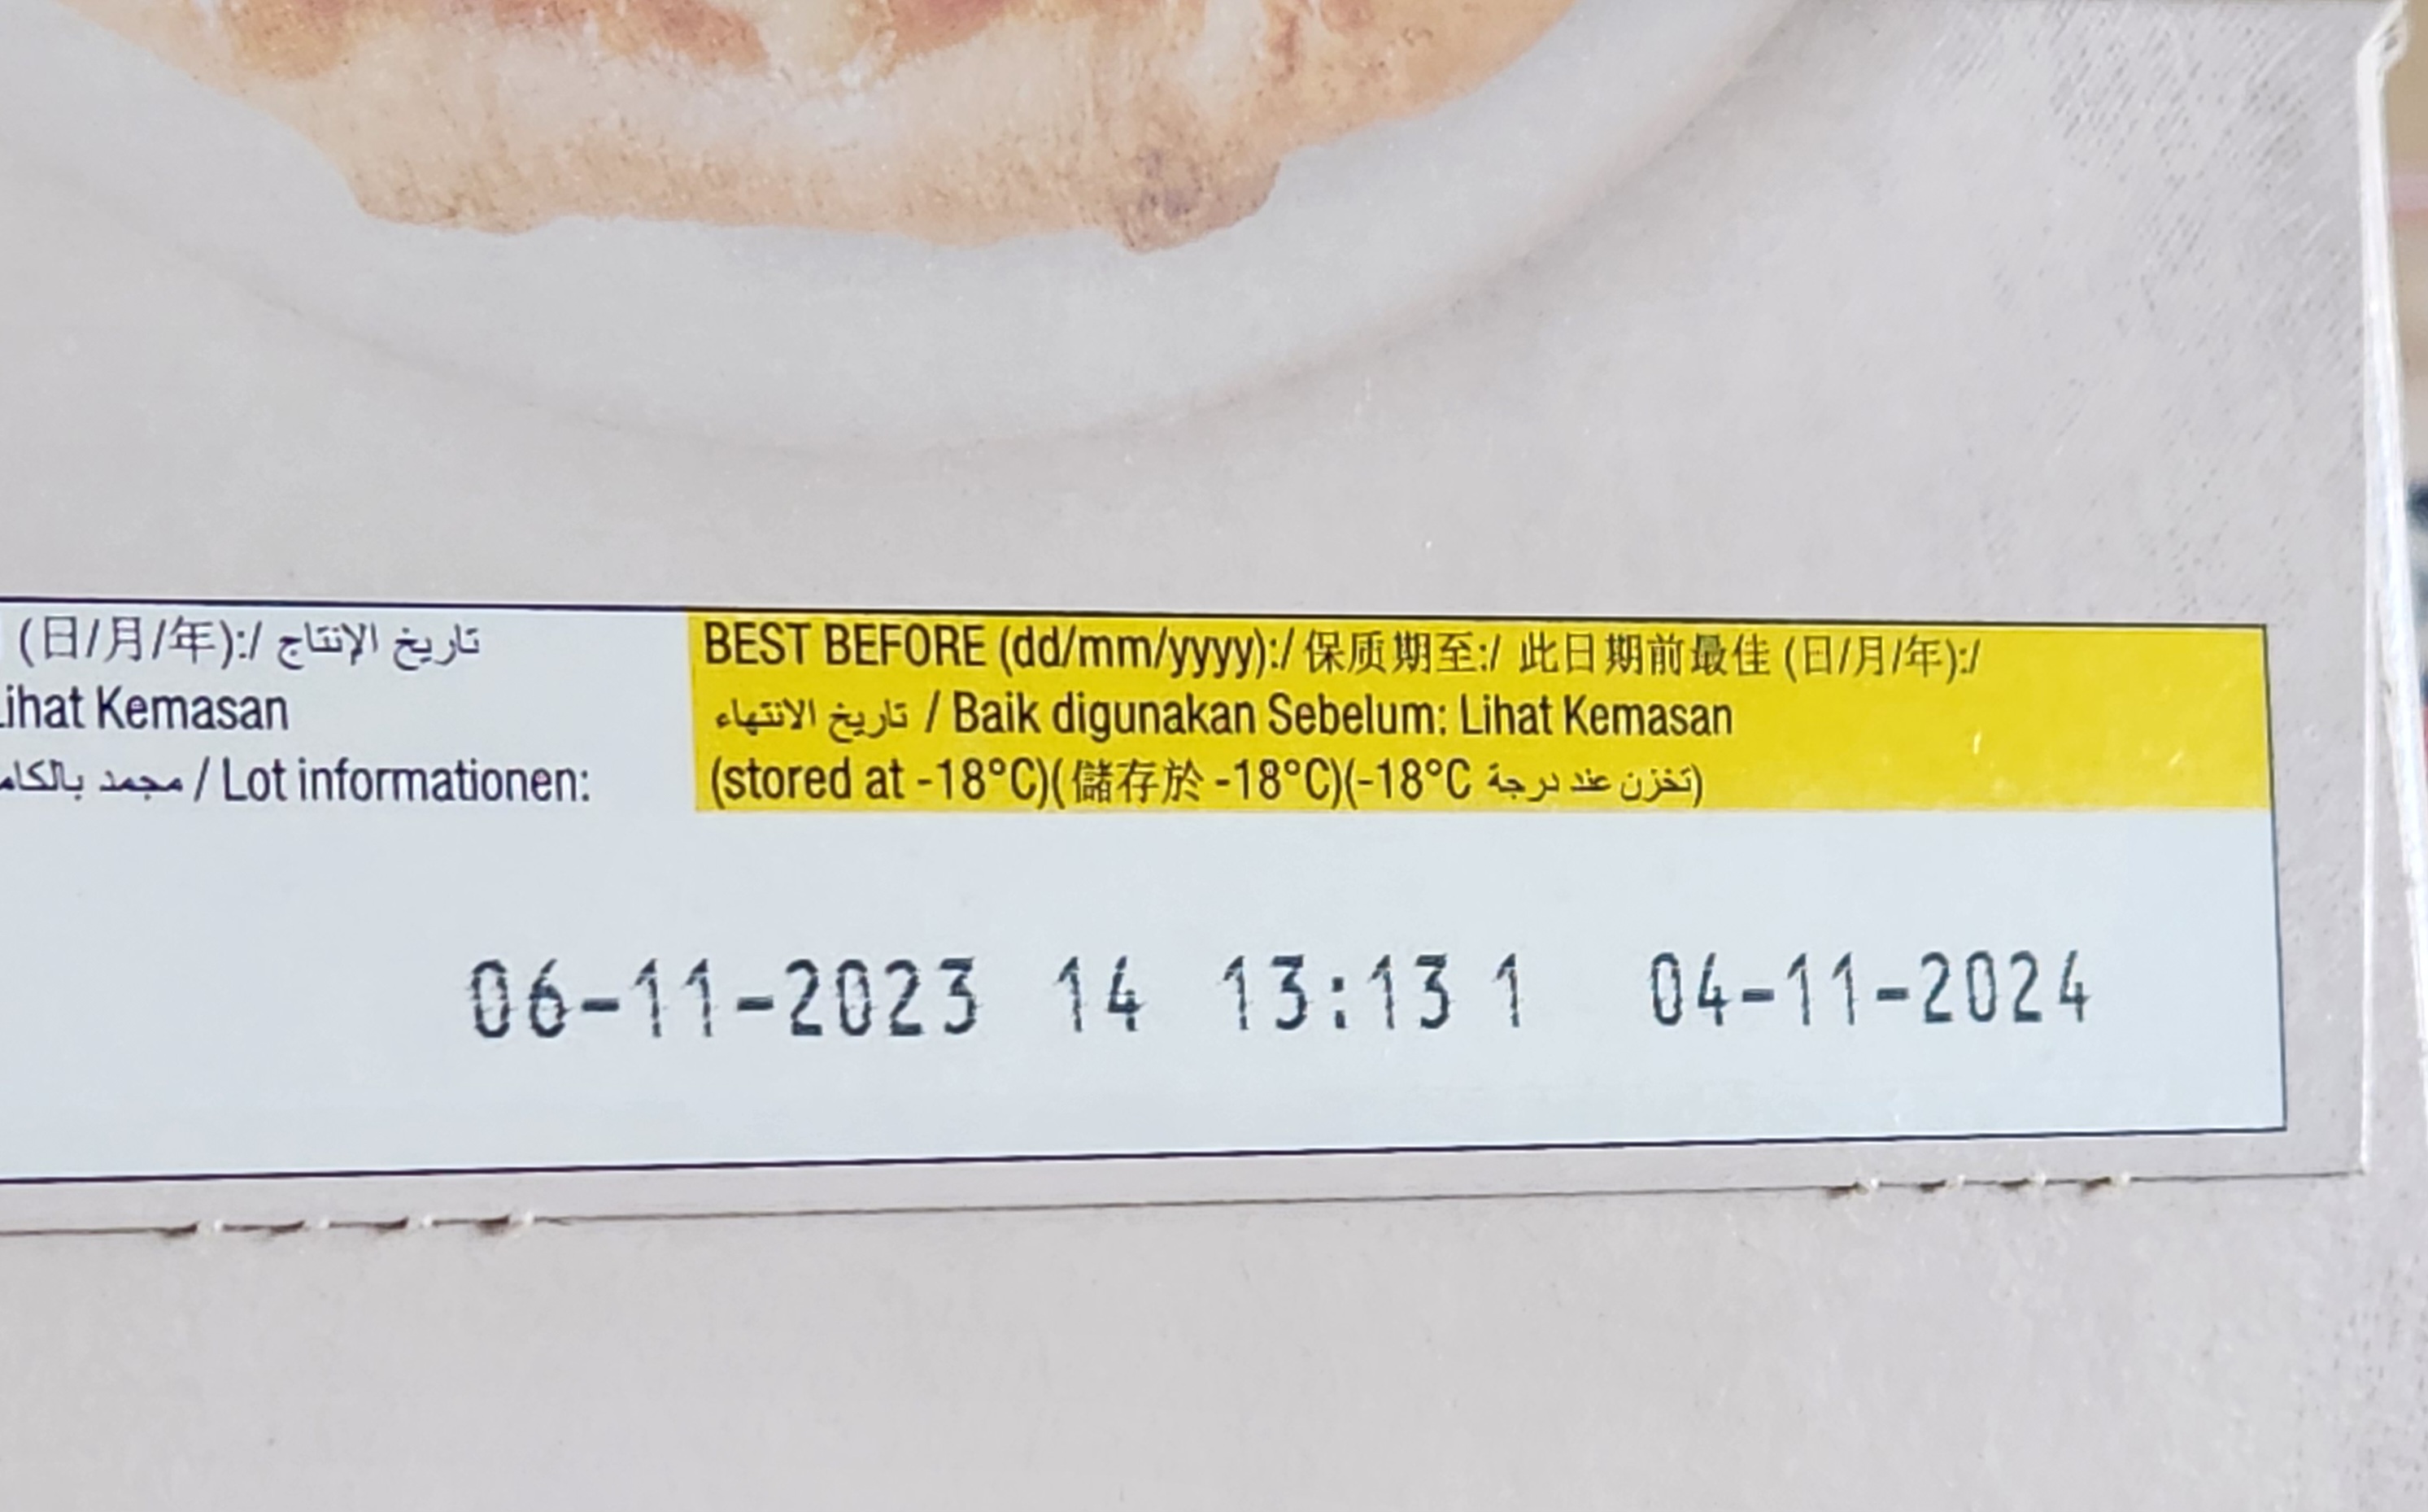 (日/月/年):/ تاريخ الإنتاج
Lihat Kemasan
مجمد / Lot informationen:
BEST BEFORE (dd/mm/yyyy):/ 保质期至:/ 此日期前最佳 (日/月/年):/
تاريخ الانتهاء / Baik digunakan Sebelum: Lihat Kemasan
(stored at -18°C)(儲存於 -18°C)(-18°C تخزن عند درجة)
06-11-2023 14 13:13 1 04-11-2024